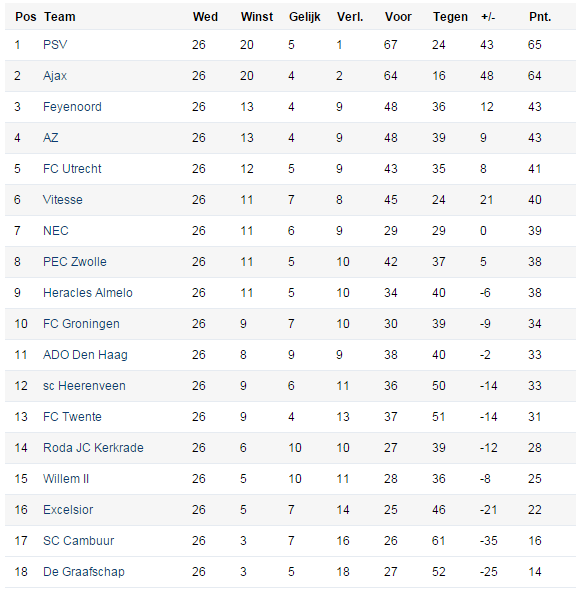 Pos Team Wed Winst Gelijk Verl. Voor Tegen +/- Pnt.
1 PSV 26 20 5 1 67 24 43 65
2 Ajax 26 20 4 2 64 16 48 64
3 Feyenoord 26 13 4 9 48 36 12 43
4 AZ 26 13 4 9 48 39 9 43
5 FC Utrecht 26 12 5 9 43 35 8 41
6 Vitesse 26 11 7 8 45 24 21 40
7 NEC 26 11 6 9 29 29 0 39
8 PEC Zwolle 26 11 5 10 42 37 5 38
9 Heracles Almelo 26 11 5 10 34 40 -6 38
10 FC Groningen 26 9 7 10 30 39 -9 34
11 ADO Den Haag 26 8 9 9 38 40 -2 33
12 sc Heerenveen 26 9 6 11 36 50 -14 33
13 FC Twente 26 9 4 13 37 51 -14 31
14 Roda JC Kerkrade 26 6 10 10 27 39 -12 28
15 Willem II 26 5 10 11 28 36 -8 25
16 Excelsior 26 5 7 14 25 46 -21 22
17 SC Cambuur 26 3 7 16 26 61 -35 16
18 De Graafschap 26 3 5 18 27 52 -25 14